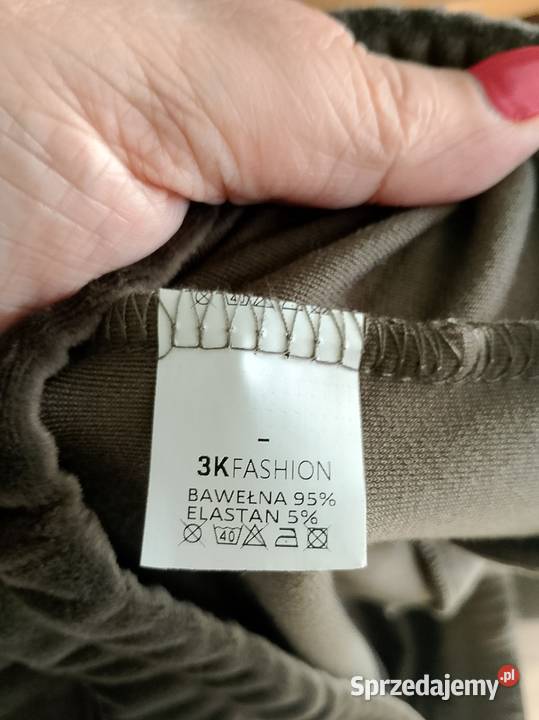 -
3KFASHION
BAWEŁNA 95%
ELASTAN 5%
40
Sprzedajemy.pl